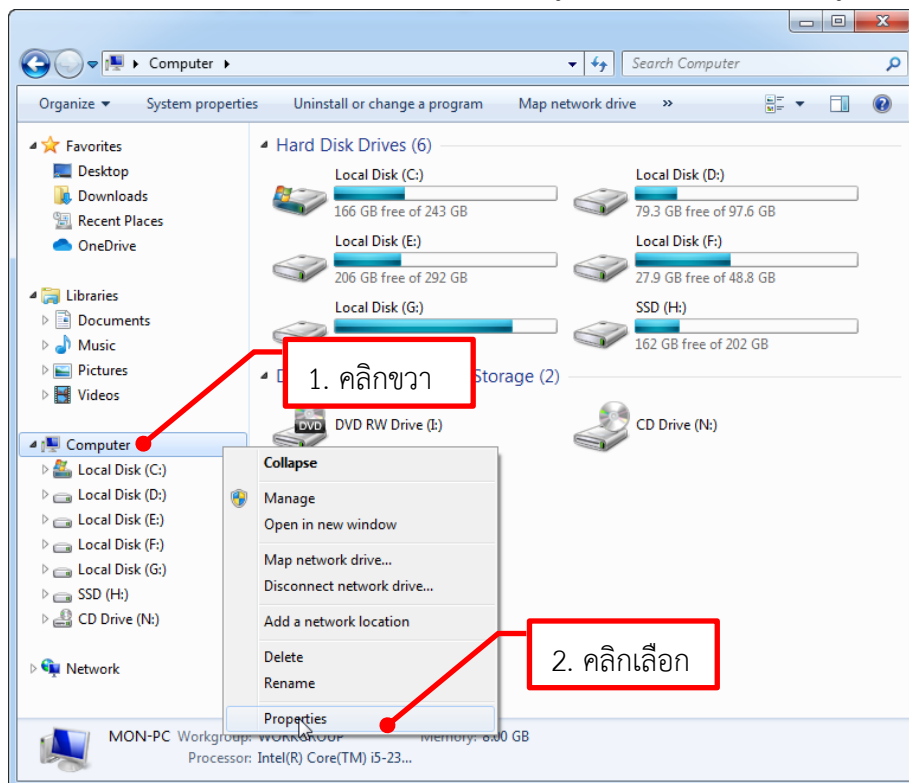 Computer
Search Computer
Organize
System properties
Uninstall or change a program
Map network drive
»
Favorites
Desktop
Downloads
Recent Places
OneDrive
Libraries
Documents
Music
Pictures
Videos
Computer
Local Disk (C:)
Local Disk (D:)
Local Disk (E:)
Local Disk (F:)
Local Disk (G:)
SSD (H:)
CD Drive (N:)
Network
Hard Disk Drives (6)
Local Disk (C:)
166 GB free of 243 GB
Local Disk (D:)
79.3 GB free of 97.6 GB
Local Disk (E:)
206 GB free of 292 GB
Local Disk (F:)
27.9 GB free of 48.8 GB
Local Disk (G:)
SSD (H:)
162 GB free of 202 GB
Storage (2)
DVD RW Drive (I:)
DVD
CD Drive (N:)
1. คลิกขวา
Collapse
Manage
Open in new window
Map network drive...
Disconnect network drive...
Add a network location
Delete
Rename
Properties
2. คลิกเลือก
MON-PC Workgroup: WORKGROUP Memory: 8.00 GB
Processor: Intel(R) Core(TM) i5-23...